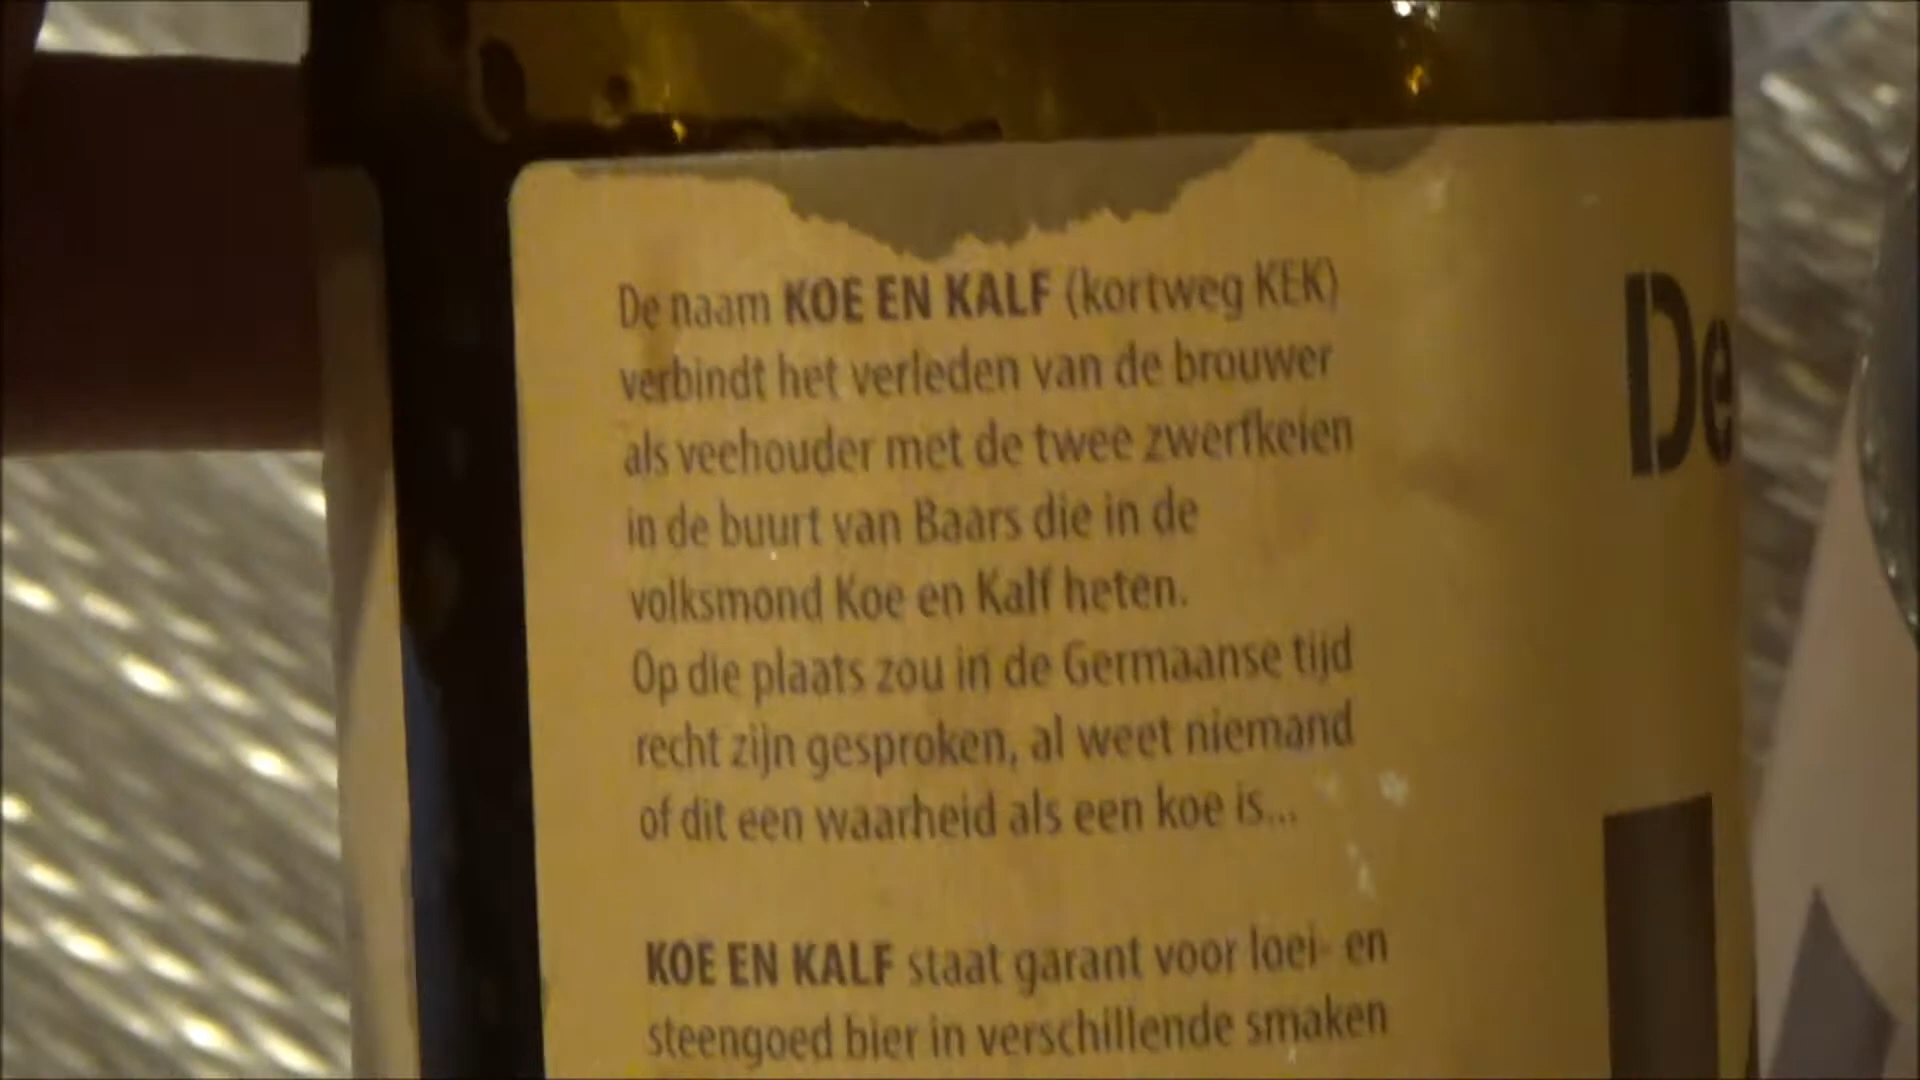 De naam KOE EN KALF (kortweg KEK)
verbindt het verleden van de brouwer
als veehouder met de twee zwerfkeien
in de buurt van Baars die in de
volksmond Koe en Kalf heten.
Op die plaats zou in de Germaanse tijd
recht zijn gesproken, al weet niemand
of dit een waarheid als een koe is...
KOE EN KALF staat garant voor loei- en
steengoed bier in verschillende smaken
De